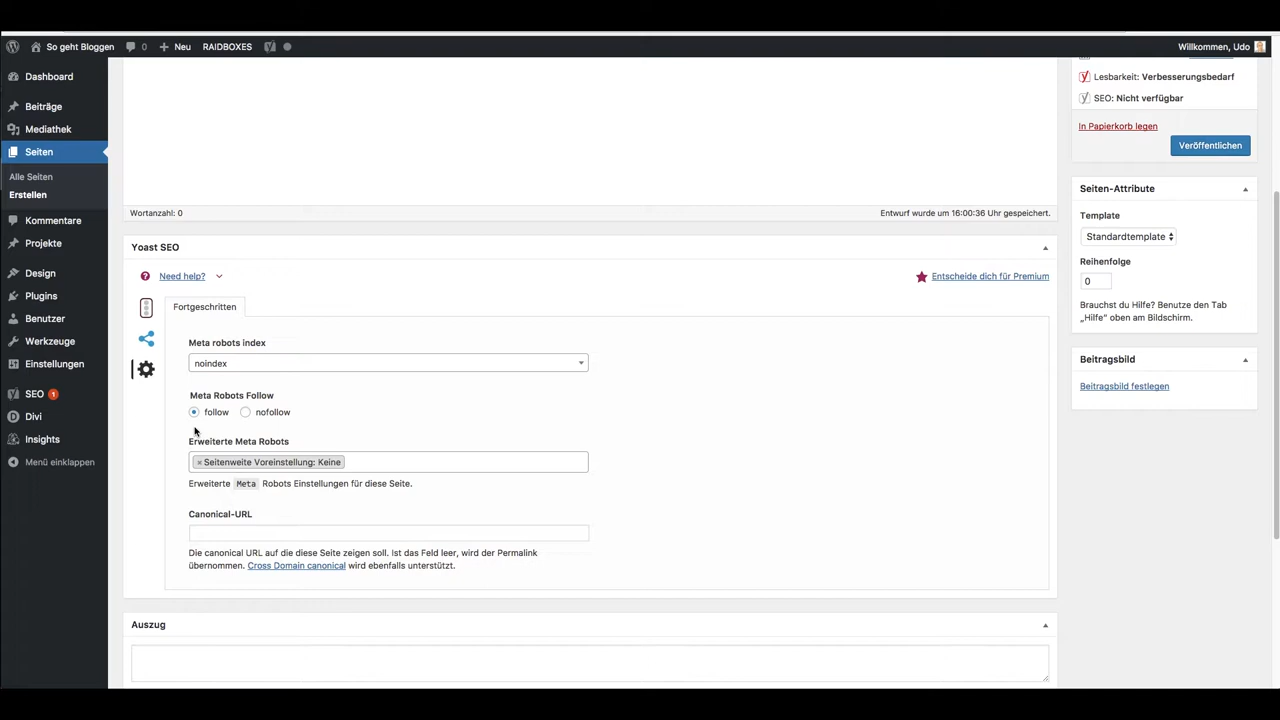 So geht Bloggen 0 Neu RAIDBOXES Willkommen, Udo
Dashboard
Beiträge
Mediathek
Seiten
Alle Seiten
Erstellen
Kommentare
Projekte
Design
Plugins
Benutzer
Werkzeuge
Einstellungen
SEO 1
Divi
Insights
Menü einklappen
Wortanzahl: 0 Entwurf wurde um 16:00:36 Uhr gespeichert.
Yoast SEO
Need help? Entscheide dich für Premium
Fortgeschritten
Meta robots index
noindex
Meta Robots Follow
follow nofollow
Erweiterte Meta Robots
× Seitenweite Voreinstellung: Keine
Erweiterte Meta Robots Einstellungen für diese Seite.
Canonical-URL
Die canonical URL auf die diese Seite zeigen soll. Ist das Feld leer, wird der Permalink
übernommen. Cross Domain canonical wird ebenfalls unterstützt.
Auszug
Lesbarkeit: Verbesserungsbedarf
SEO: Nicht verfügbar
In Papierkorb legen
Veröffentlichen
Seiten-Attribute
Template
Standardtemplate
Reihenfolge
0
Brauchst du Hilfe? Benutze den Tab
„Hilfe“ oben am Bildschirm.
Beitragsbild
Beitragsbild festlegen